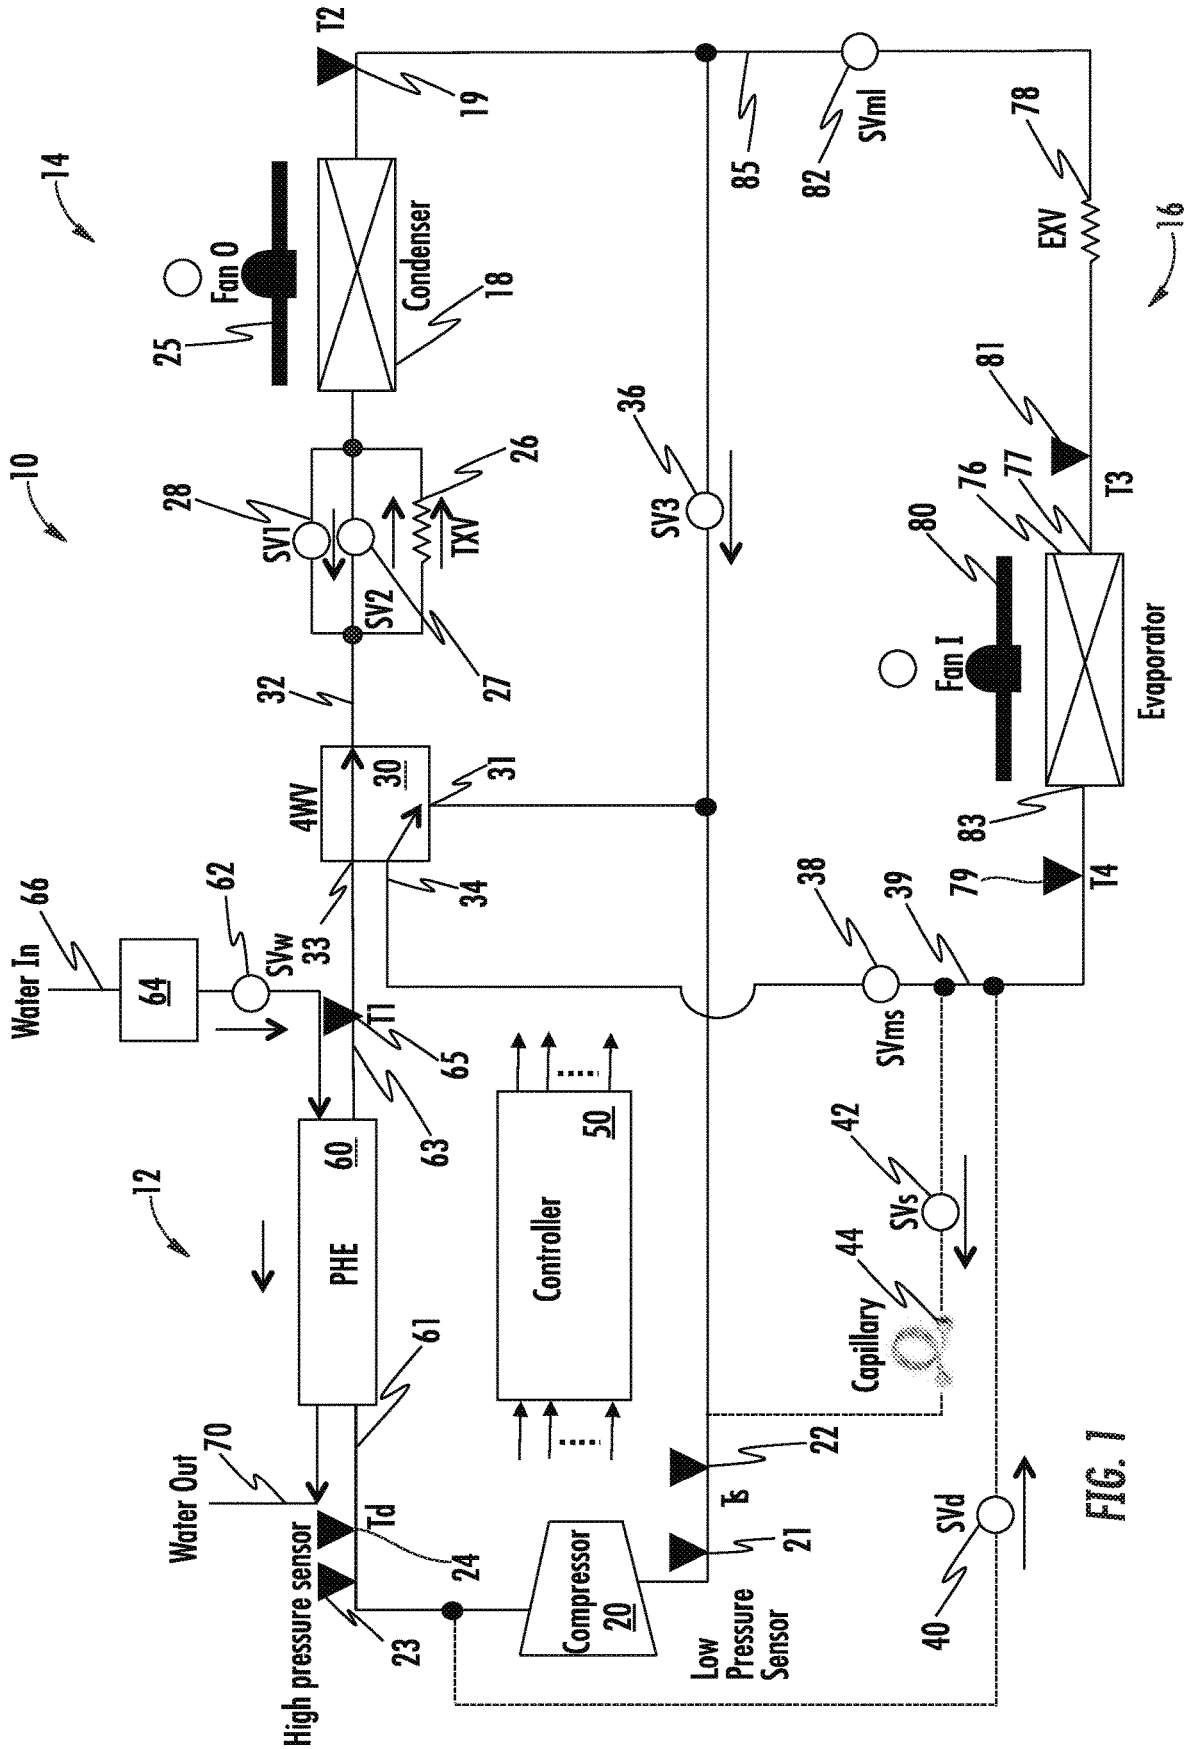 10
12
14
16
Water In
66
64
62
SVw
Water Out
70
High pressure sensor
23
24
Td
61
PHE
60
63
65
T1
33
4WV
30
31
34
32
28
SV1
SV2
27
TXV
26
25
Fan O
Condenser
18
T2
19
Controller
50
SV3
36
85
82
SVml
EXV
78
81
T3
77
76
80
Fan I
Evaporator
83
79
T4
38
SVms
39
42
SVs
44
Capillary
Compressor
20
Low
Pressure
Sensor
21
Ts
22
SVd
40
FIG. 1